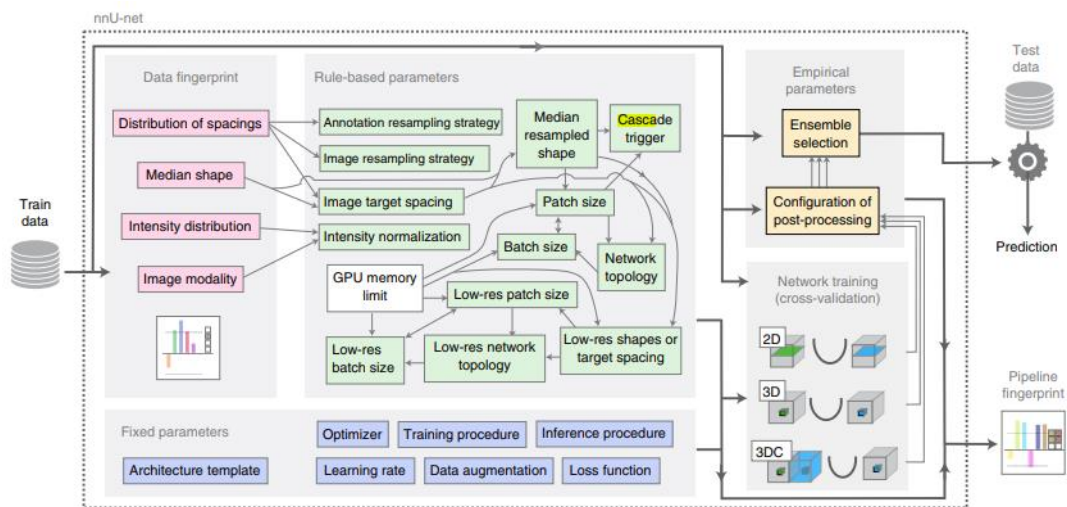 nnU-net
Train
data
Data fingerprint
Distribution of spacings
Median shape
Intensity distribution
Image modality
Rule-based parameters
Annotation resampling strategy
Image resampling strategy
Image target spacing
Intensity normalization
Median
resampled
shape
Cascade
trigger
Patch size
Batch size
Network
topology
GPU memory
limit
Low-res patch size
Low-res
batch size
Low-res network
topology
Low-res shapes or
target spacing
Fixed parameters
Architecture template
Optimizer
Training procedure
Inference procedure
Learning rate
Data augmentation
Loss function
Empirical
parameters
Ensemble
selection
Configuration of
post-processing
Network training
(cross-validation)
2D
3D
3DC
Test
data
Prediction
Pipeline
fingerprint